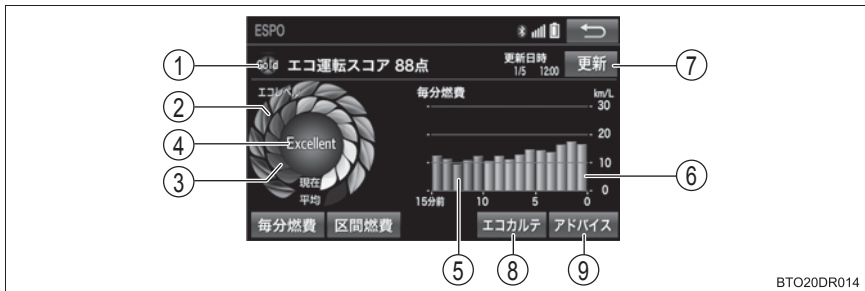 ESPO
Gold エコ運転スコア 88点
更新日時
1/5 12:00
更新
エコレベル
Excellent
現在
平均
毎分燃費
km/L
30
20
10
0
15分前 10 5 0
毎分燃費 区間燃費 エコカルテ アドバイス
1
2
4
3
7
6
5
8
9
BTO20DR014